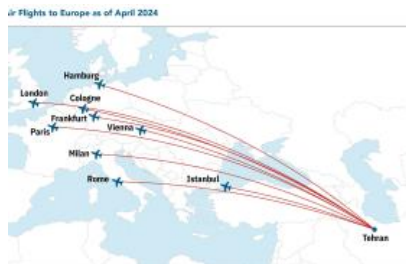 ir Flights to Europe as of April 2024
Hamburg
London
Cologne
Frankfurt
Paris
Vienna
Milan
Rome
Istanbul
Tehran